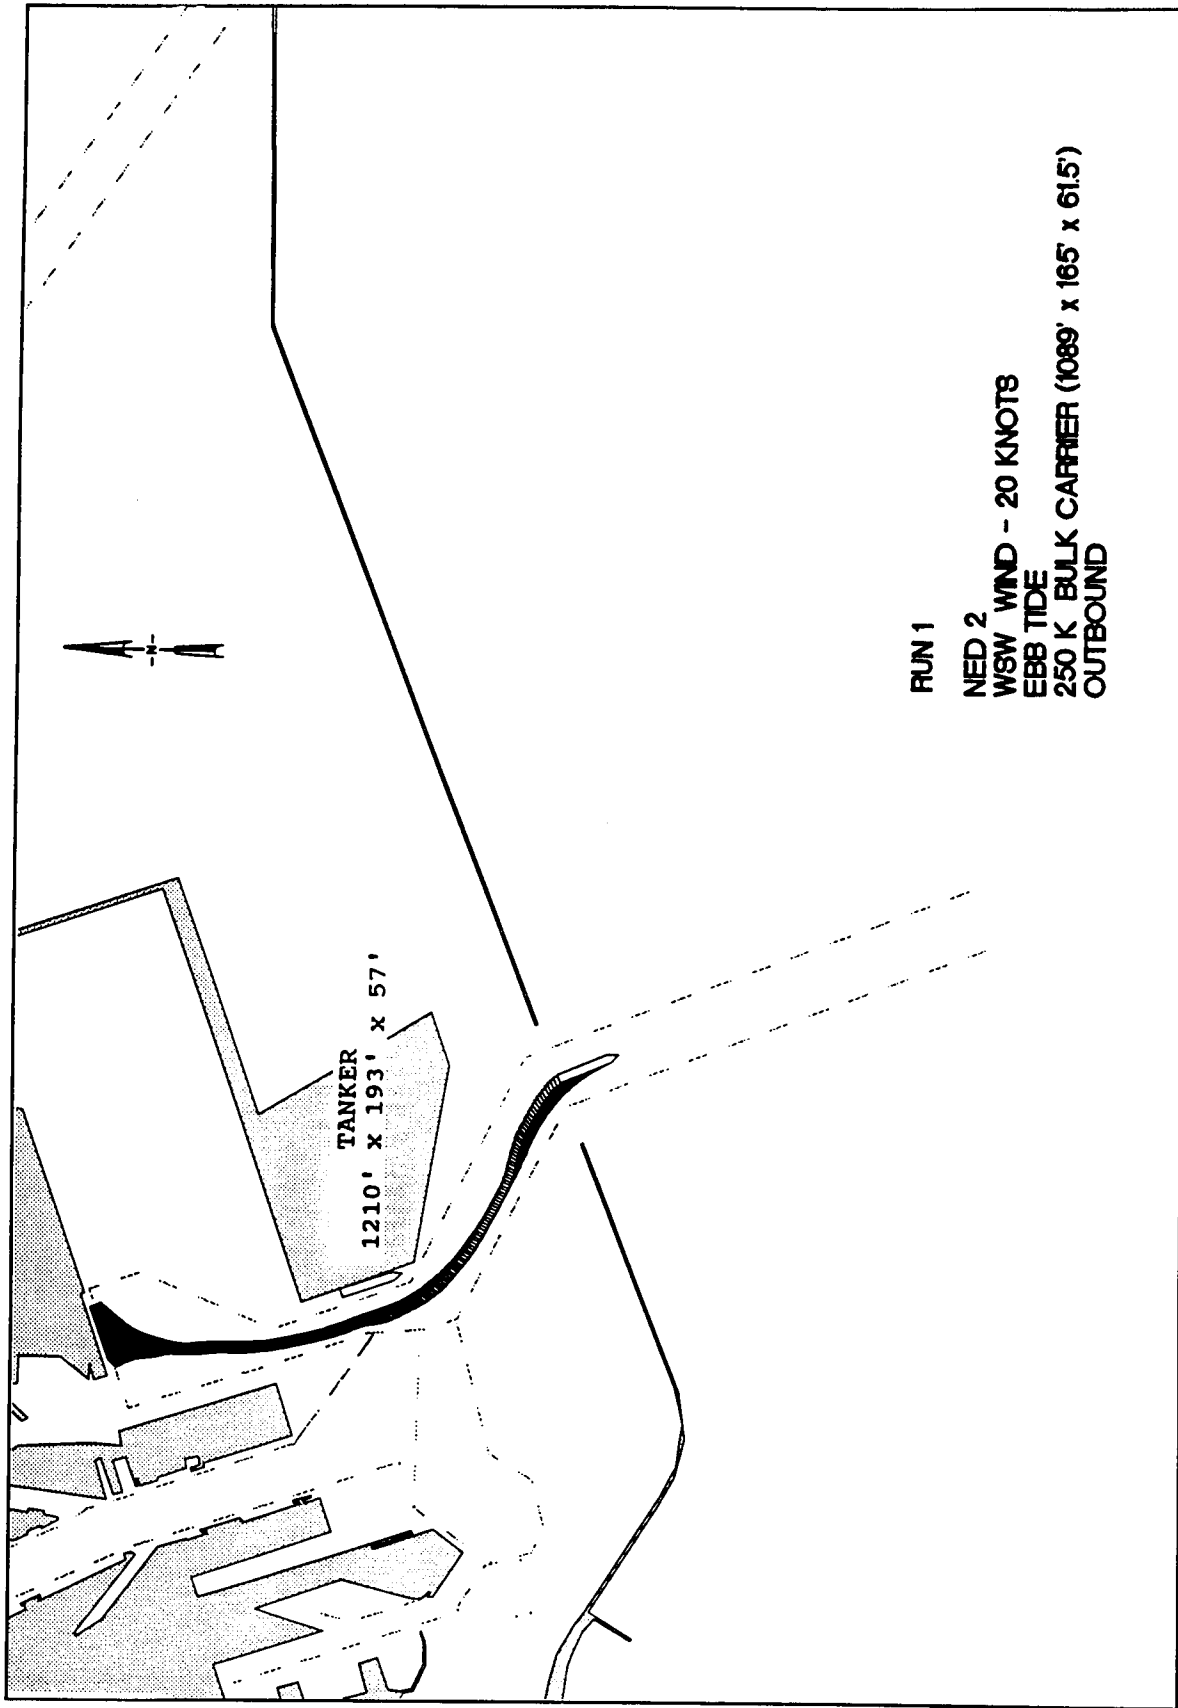 TANKER
1210' x 193' x 57'
N
RUN 1
NED 2
WSW WIND - 20 KNOTS
EBB TIDE
250 K BULK CARRIER (1089' x 165' x 61.5')
OUTBOUND